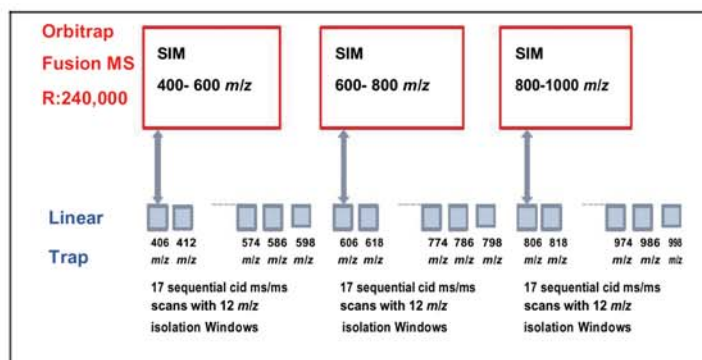 Orbitrap
Fusion MS
R:240,000
SIM
400- 600 m/z
SIM
600- 800 m/z
SIM
800-1000 m/z
Linear
Trap
406 412 574 586 598 606 618 774 786 798 806 818 974 986 998
m/z m/z m/z m/z m/z m/z m/z m/z m/z m/z m/z m/z m/z m/z m/z
17 sequential cid ms/ms
scans with 12 m/z
isolation Windows
17 sequential cid ms/ms
scans with 12 m/z
isolation Windows
17 sequential cid ms/ms
scans with 12 m/z
isolation Windows